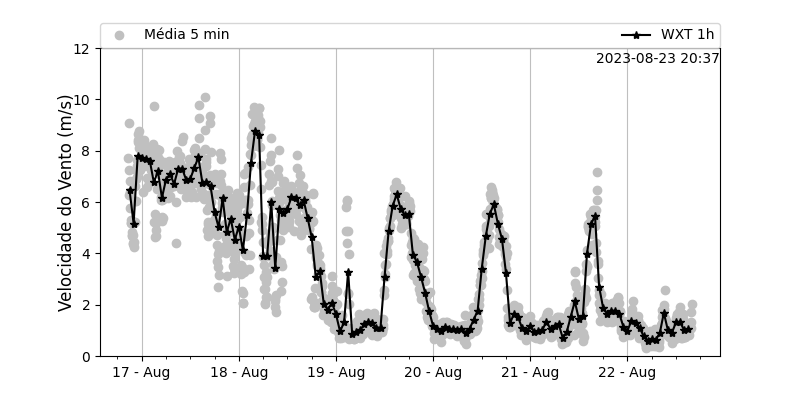 Média 5 min
WXT 1h
2023-08-23 20:37
Velocidade do Vento (m/s)
12
10
8
6
4
2
0
17 - Aug
18 - Aug
19 - Aug
20 - Aug
21 - Aug
22 - Aug